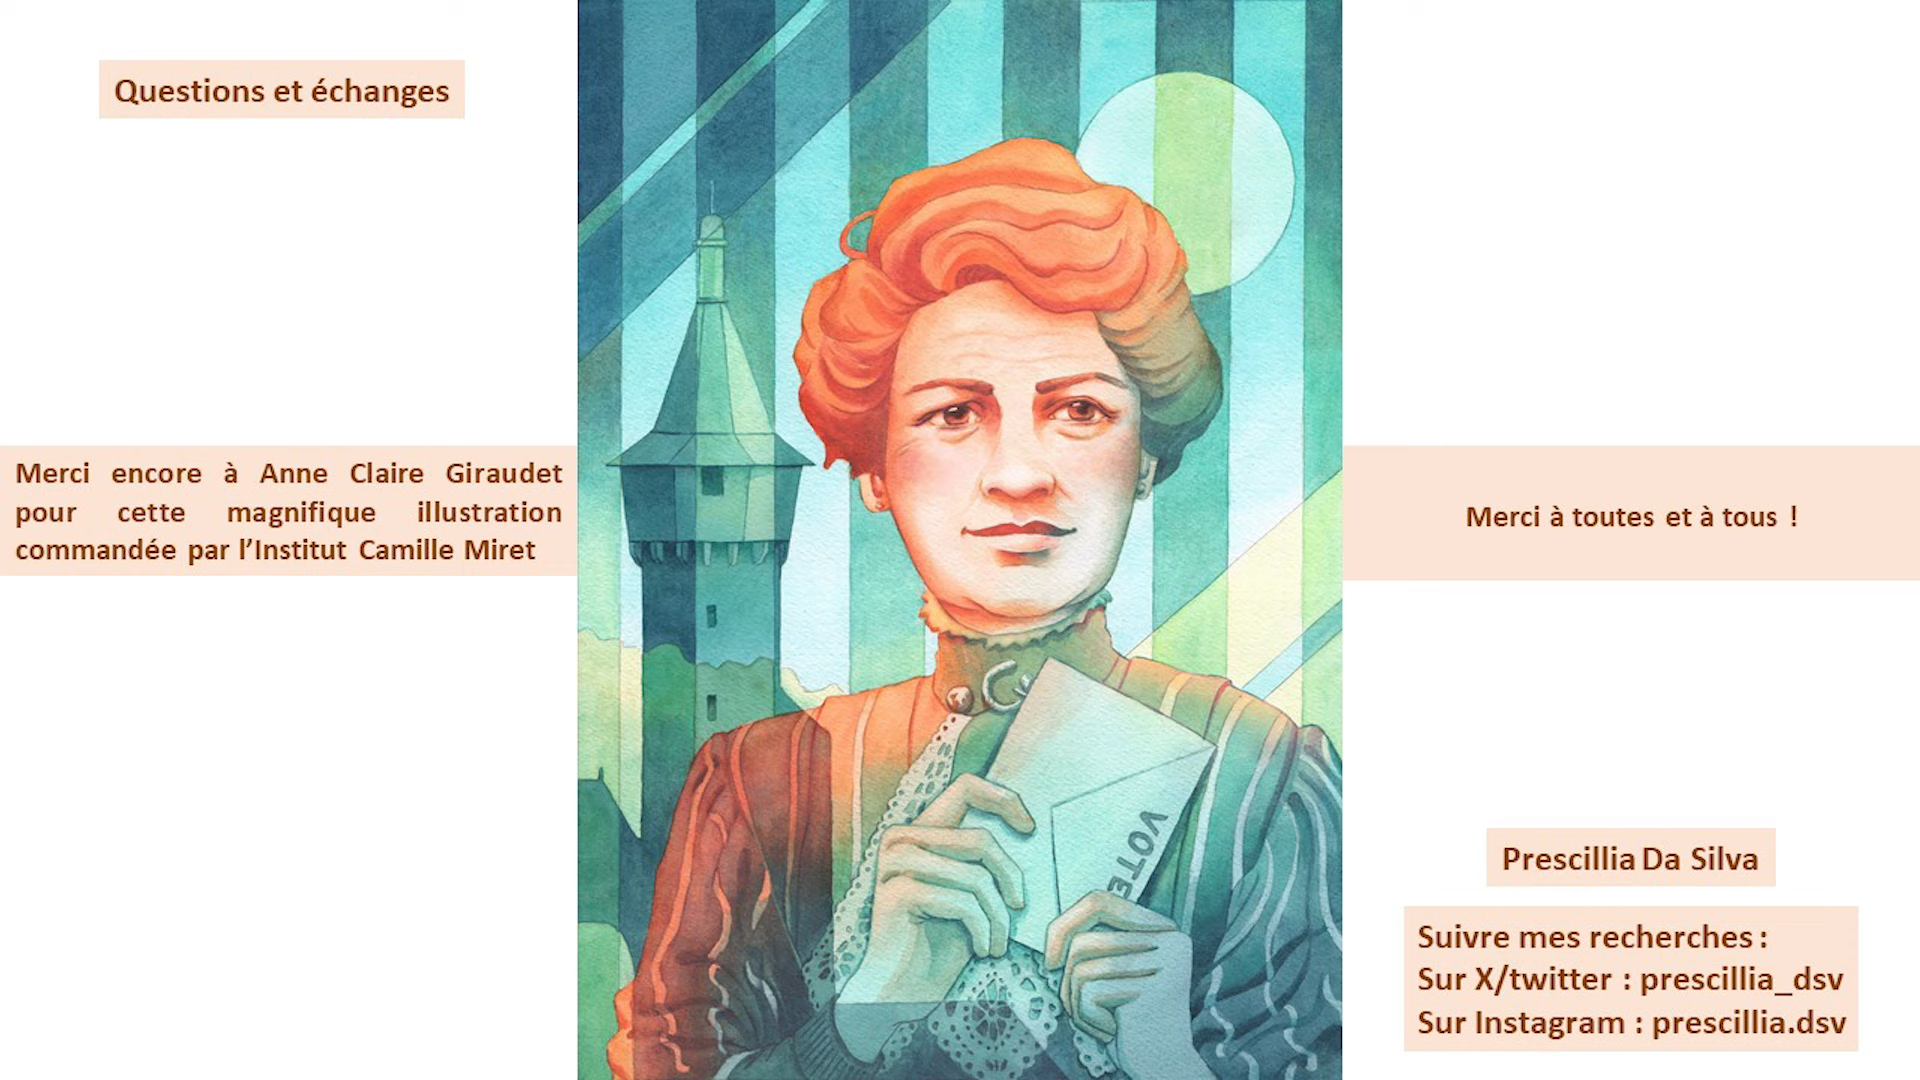 Questions et échanges
Merci encore à Anne Claire Giraudet
pour cette magnifique illustration
commandée par l’Institut Camille Miret
VOTE
Merci à toutes et à tous !
Prescillia Da Silva
Suivre mes recherches :
Sur X/twitter : prescillia_dsv
Sur Instagram : prescillia.dsv